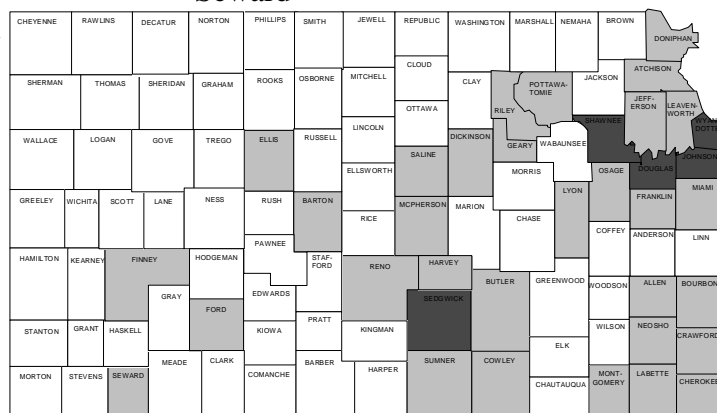 Seward
CHEYENNE RAWLINS DECATUR NORTON PHILLIPS SMITH JEWELL REPUBLIC WASHINGTON MARSHALL NEMAHA BROWN
DONIPHAN
CLOUD
ATCHISON
SHERMAN THOMAS SHERIDAN GRAHAM ROOKS OSBORNE MITCHELL CLAY POTTAWA-
TOMIE JACKSON
RILEY JEFF-
ERSON LEAVEN-
WORTH
OTTAWA
SHAWNEE WYAN
DOTTE
WALLACE LOGAN GOVE TREGO ELLIS RUSSELL LINCOLN DICKINSON GEARY WABAUNSEE
SALINE
DOUGLAS JOHNSON
ELLSWORTH MORRIS OSAGE
GREELEY WICHITA SCOTT LANE NESS RUSH BARTON MCPHERSON MARION LYON FRANKLIN MIAMI
RICE CHASE
COFFEY ANDERSON LINN
PAWNEE
HAMILTON KEARNEY FINNEY HODGEMAN STAF-
FORD RENO HARVEY
BUTLER GREENWOOD WOODSON ALLEN BOURBON
GRAY EDWARDS SEDGWICK
FORD
STANTON GRANT HASKELL KIOWA PRATT KINGMAN WILSON NEOSHO CRAWFORD
ELK
MEADE CLARK BARBER HARPER SUMNER COWLEY
MORTON STEVENS SEWARD COMANCHE CHAUTAUQUA MONT-
GOMERY LABETTE CHEROKEE